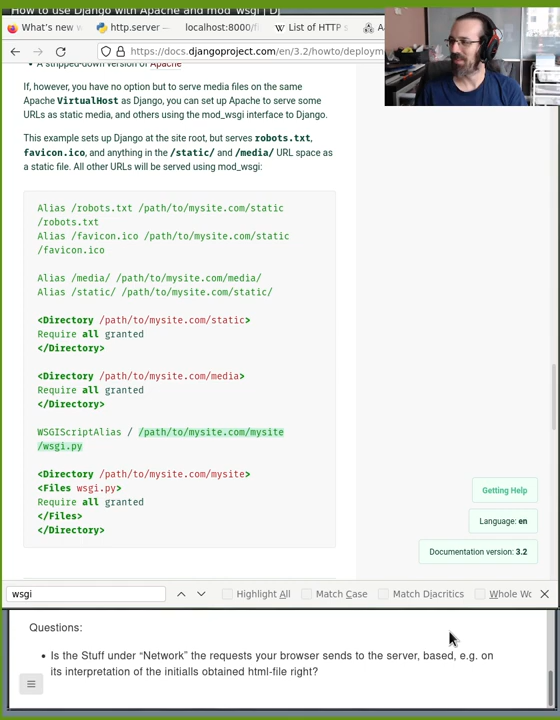 How to use Django with Apache and mod_wsgi | Dj
What's new
http.server —
localhost:8000/f
List of HTTP s
https://docs.djangoproject.com/en/3.2/howto/deploym
• A stripped-down version of Apache
If, however, you have no option but to serve media files on the same
Apache VirtualHost as Django, you can set up Apache to serve some
URLs as static media, and others using the mod_wsgi interface to Django.
This example sets up Django at the site root, but serves robots.txt,
favicon.ico, and anything in the /static/ and /media/ URL space as
a static file. All other URLs will be served using mod_wsgi:
Alias /robots.txt /path/to/mysite.com/static
/robots.txt
Alias /favicon.ico /path/to/mysite.com/static
/favicon.ico
Alias /media/ /path/to/mysite.com/media/
Alias /static/ /path/to/mysite.com/static/
<Directory /path/to/mysite.com/static>
Require all granted
</Directory>
<Directory /path/to/mysite.com/media>
Require all granted
</Directory>
WSGIScriptAlias / /path/to/mysite.com/mysite
/wsgi.py
<Directory /path/to/mysite.com/mysite>
<Files wsgi.py>
Require all granted
</Files>
</Directory>
Getting Help
Language: en
Documentation version: 3.2
wsgi
Highlight All
Match Case
Match Diacritics
Whole Wo
Questions:
• Is the Stuff under “Network” the requests your browser sends to the server, based, e.g. on
its interpretation of the initialls obtained html-file right?